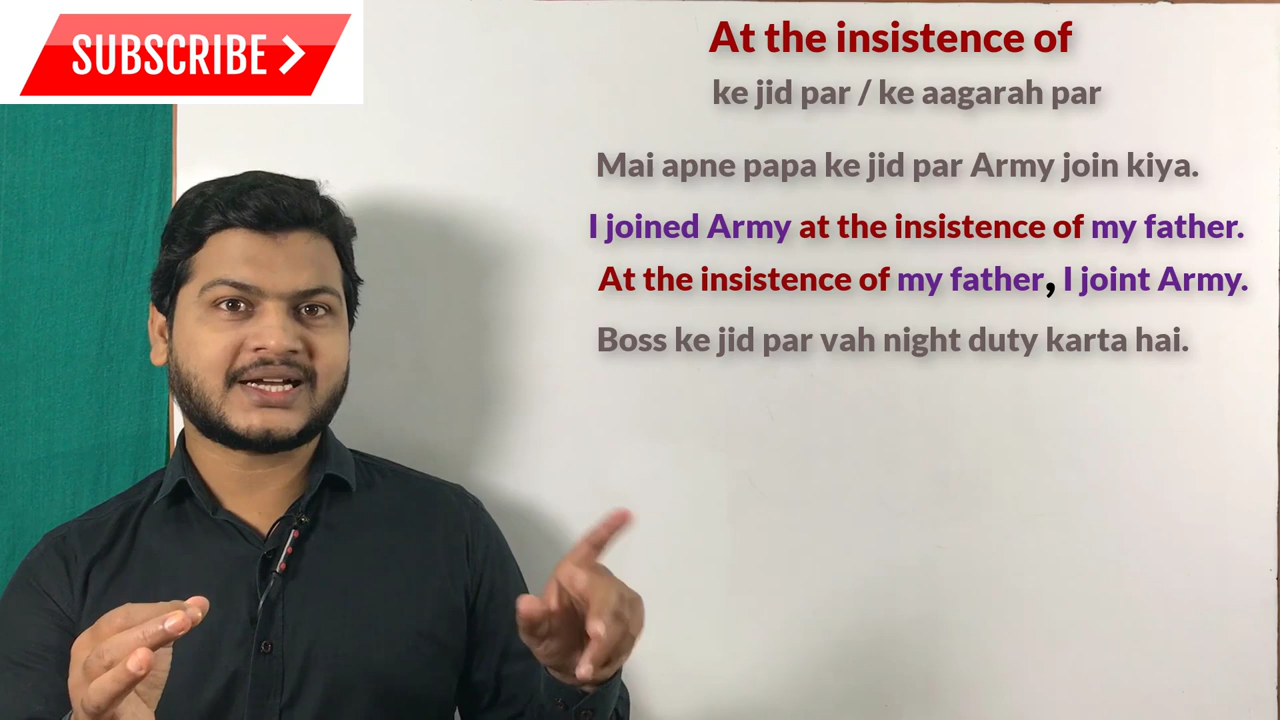 SUBSCRIBE
At the insistence of
ke jid par / ke aagarah par
Mai apne papa ke jid par Army join kiya.
I joined Army at the insistence of my father.
At the insistence of my father, I joint Army.
Boss ke jid par vah night duty karta hai.